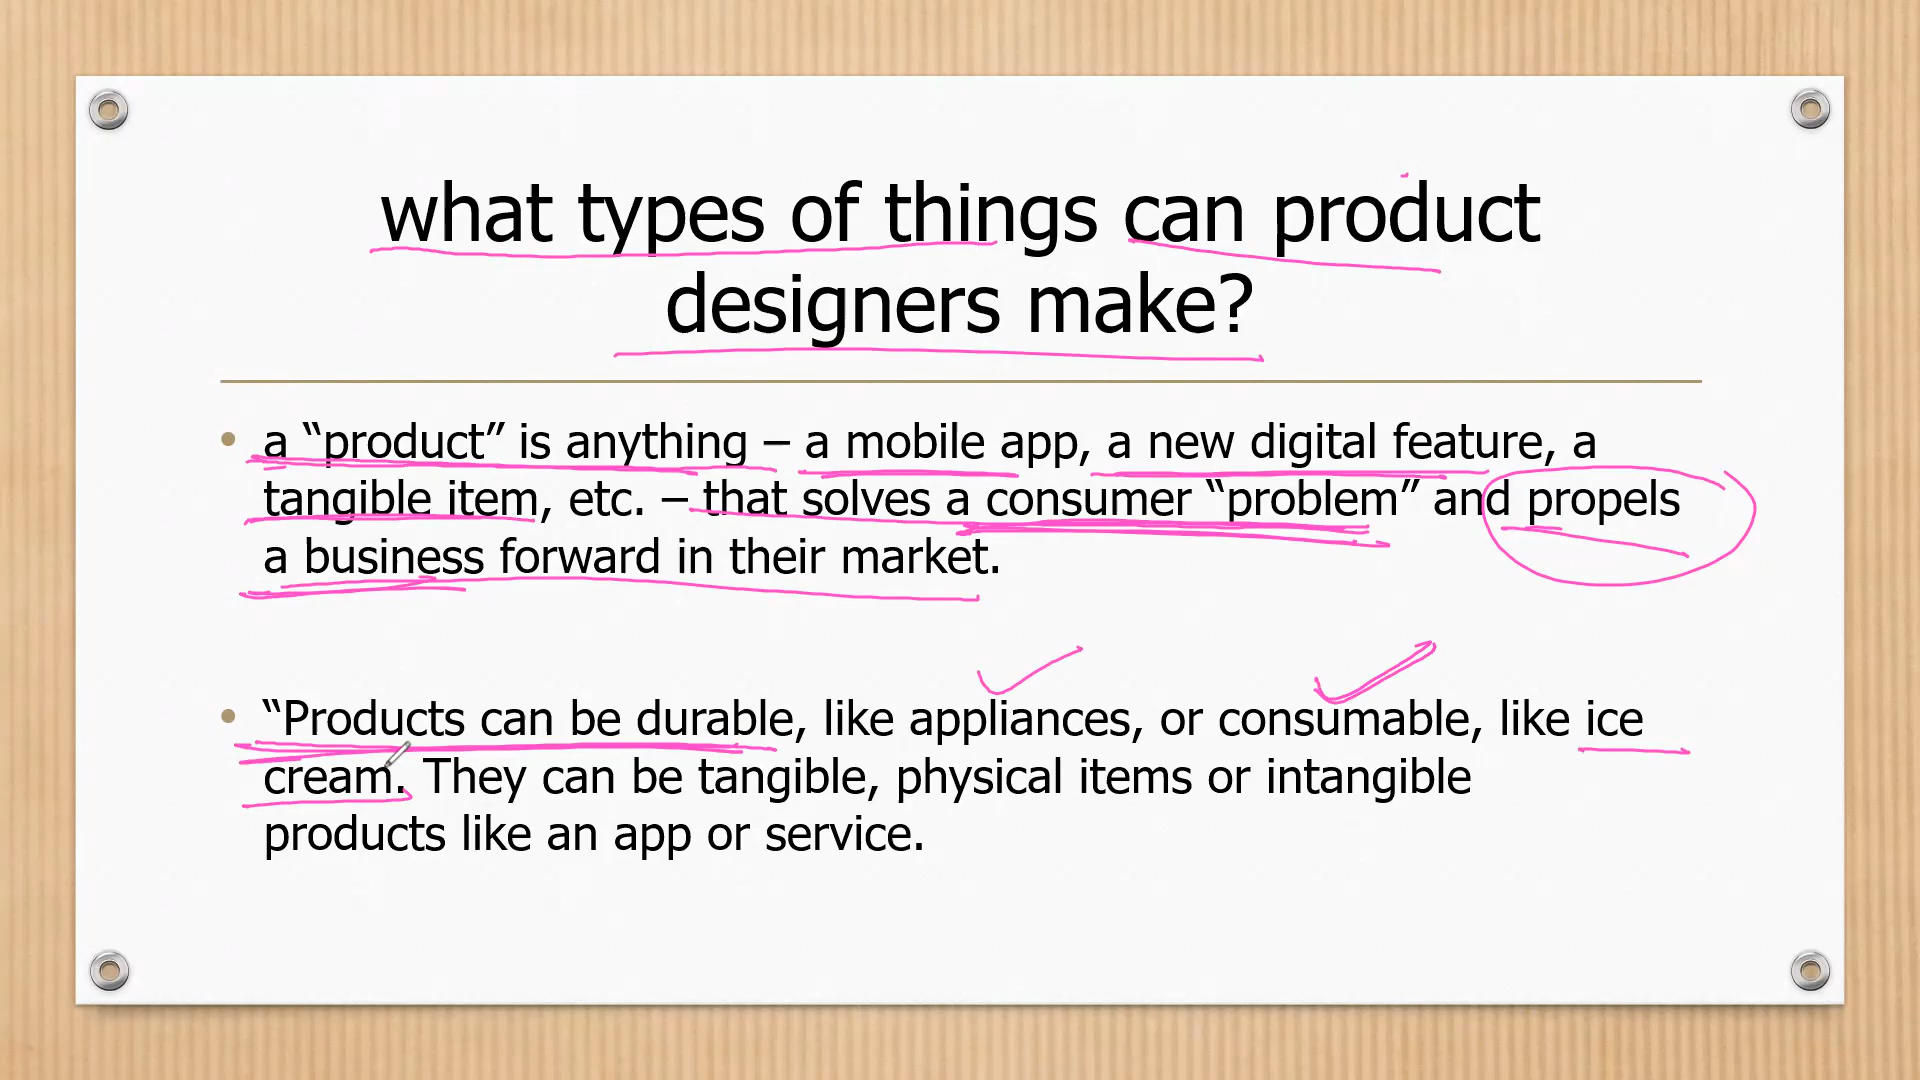 what types of things can product
designers make?
• a “product” is anything – a mobile app, a new digital feature, a
tangible item, etc. – that solves a consumer “problem” and propels
a business forward in their market.
• “Products can be durable, like appliances, or consumable, like ice
cream. They can be tangible, physical items or intangible
products like an app or service.